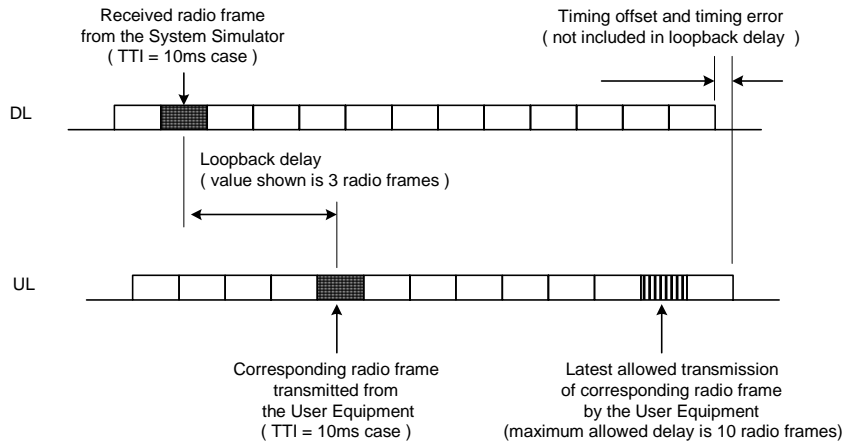 Received radio frame
from the System Simulator
( TTI = 10ms case )
Timing offset and timing error
( not included in loopback delay )
DL
Loopback delay
( value shown is 3 radio frames )
UL
Corresponding radio frame
transmitted from
the User Equipment
( TTI = 10ms case )
Latest allowed transmission
of corresponding radio frame
by the User Equipment
(maximum allowed delay is 10 radio frames)